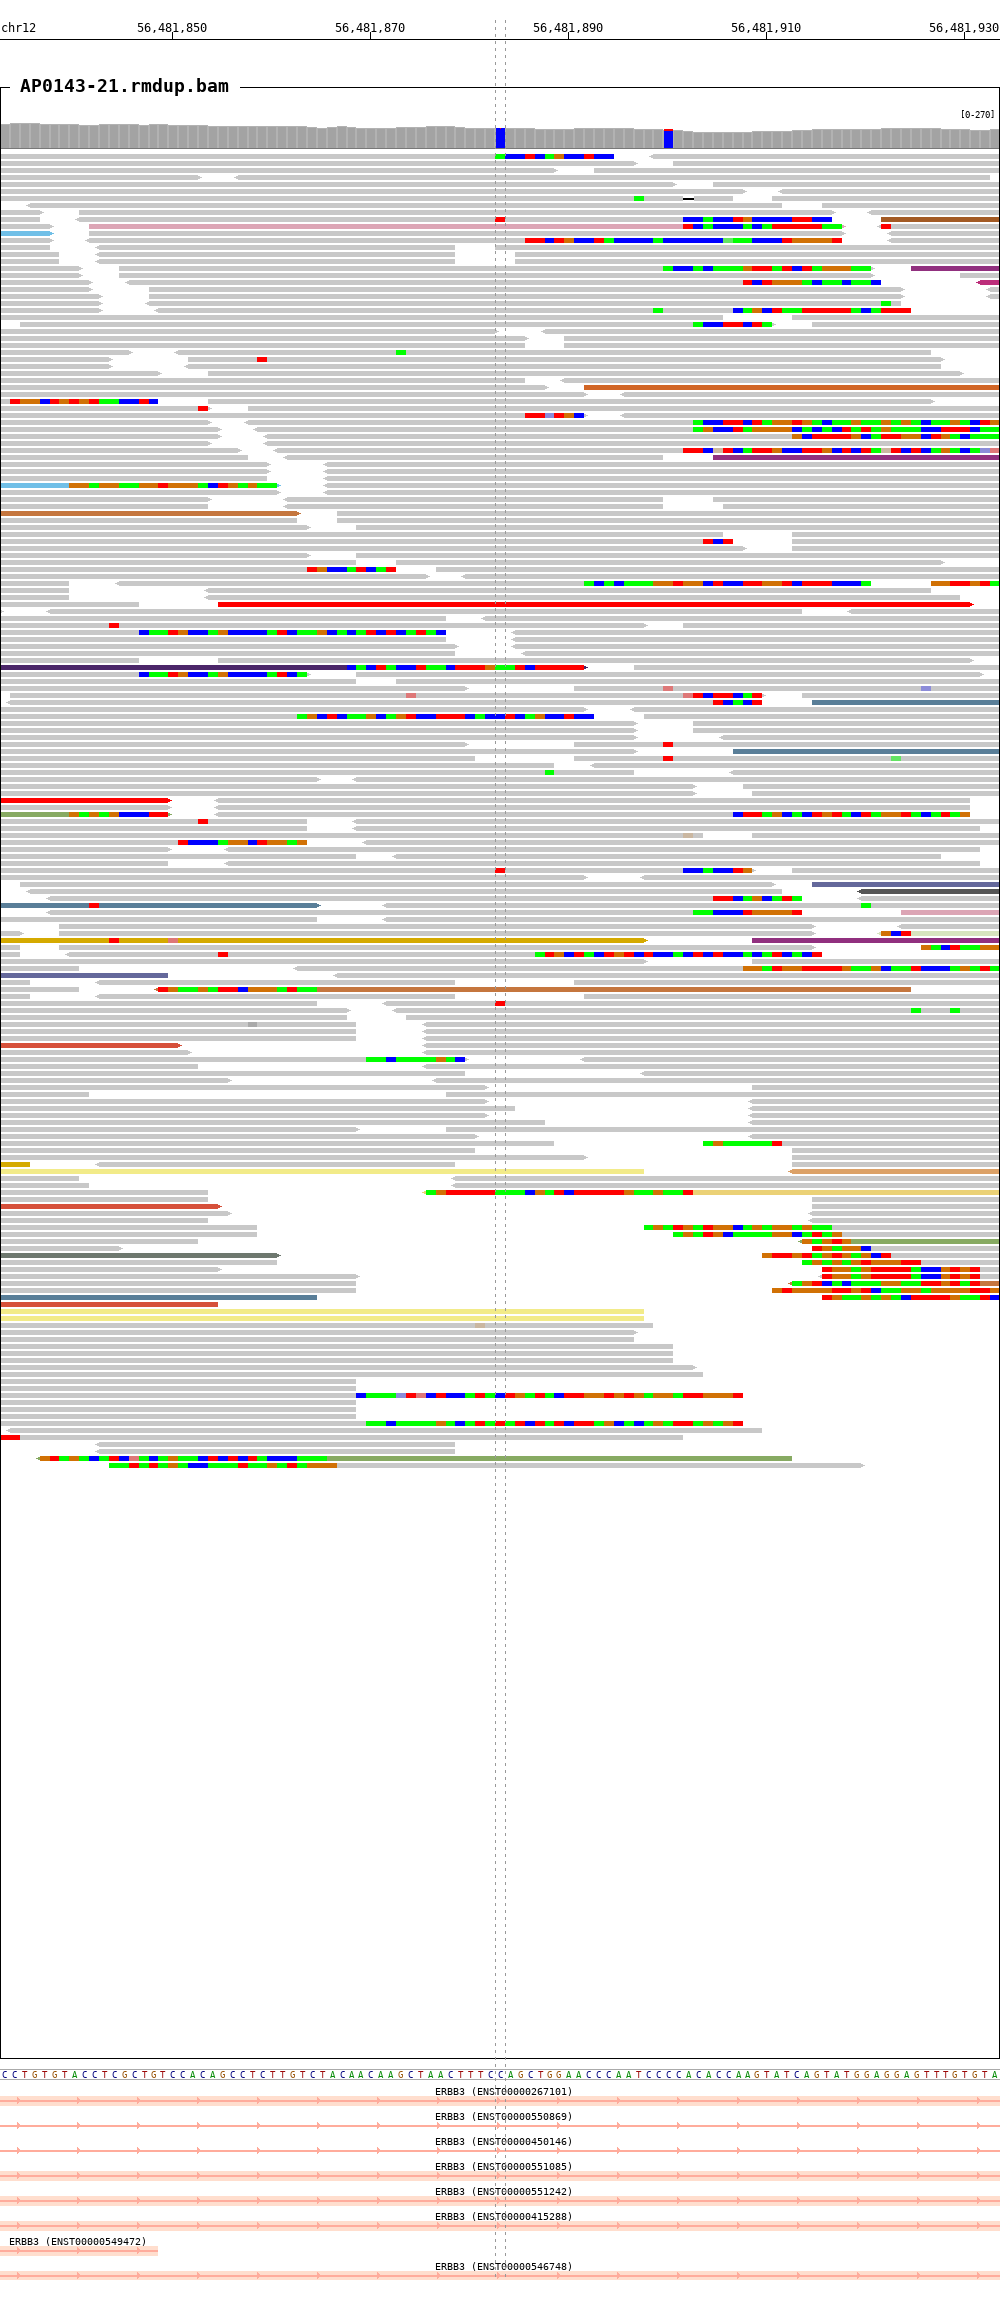 chr12 56,481,850 56,481,870 56,481,890 56,481,910 56,481,930
AP0143-21.rmdup.bam
[0-270]
CCTGTGTACCTCGCTGTCCACAGCCTCTTGTCTACAACAAGCTAACTTTCCAGCTGGAACCCAATCCCCACACCAAGTATCAGTATGGAGGAGTTTGTGTA
ERBB3 (ENST00000267101)
ERBB3 (ENST00000550869)
ERBB3 (ENST00000450146)
ERBB3 (ENST00000551085)
ERBB3 (ENST00000551242)
ERBB3 (ENST00000415288)
ERBB3 (ENST00000549472)
ERBB3 (ENST00000546748)